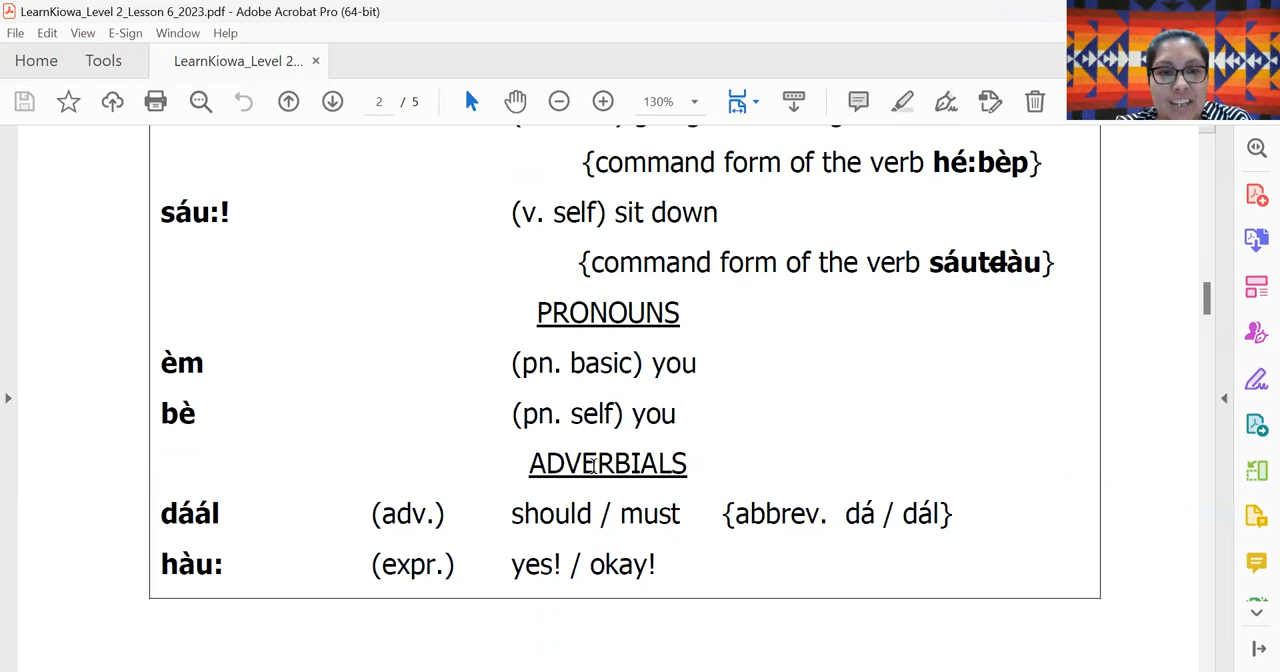 LearnKiowa_Level 2_Lesson 6_2023.pdf - Adobe Acrobat Pro (64-bit)
File Edit View E-Sign Window Help
Home Tools LearnKiowa_Level 2... ×
2 / 5 130%
{command form of the verb hé:bèp}
sáu:! (v. self) sit down
{command form of the verb sáutdàu}
PRONOUNS
èm (pn. basic) you
bè (pn. self) you
ADVERBIALS
dáál (adv.) should / must {abbrev. dá / dál}
hàu: (expr.) yes! / okay!